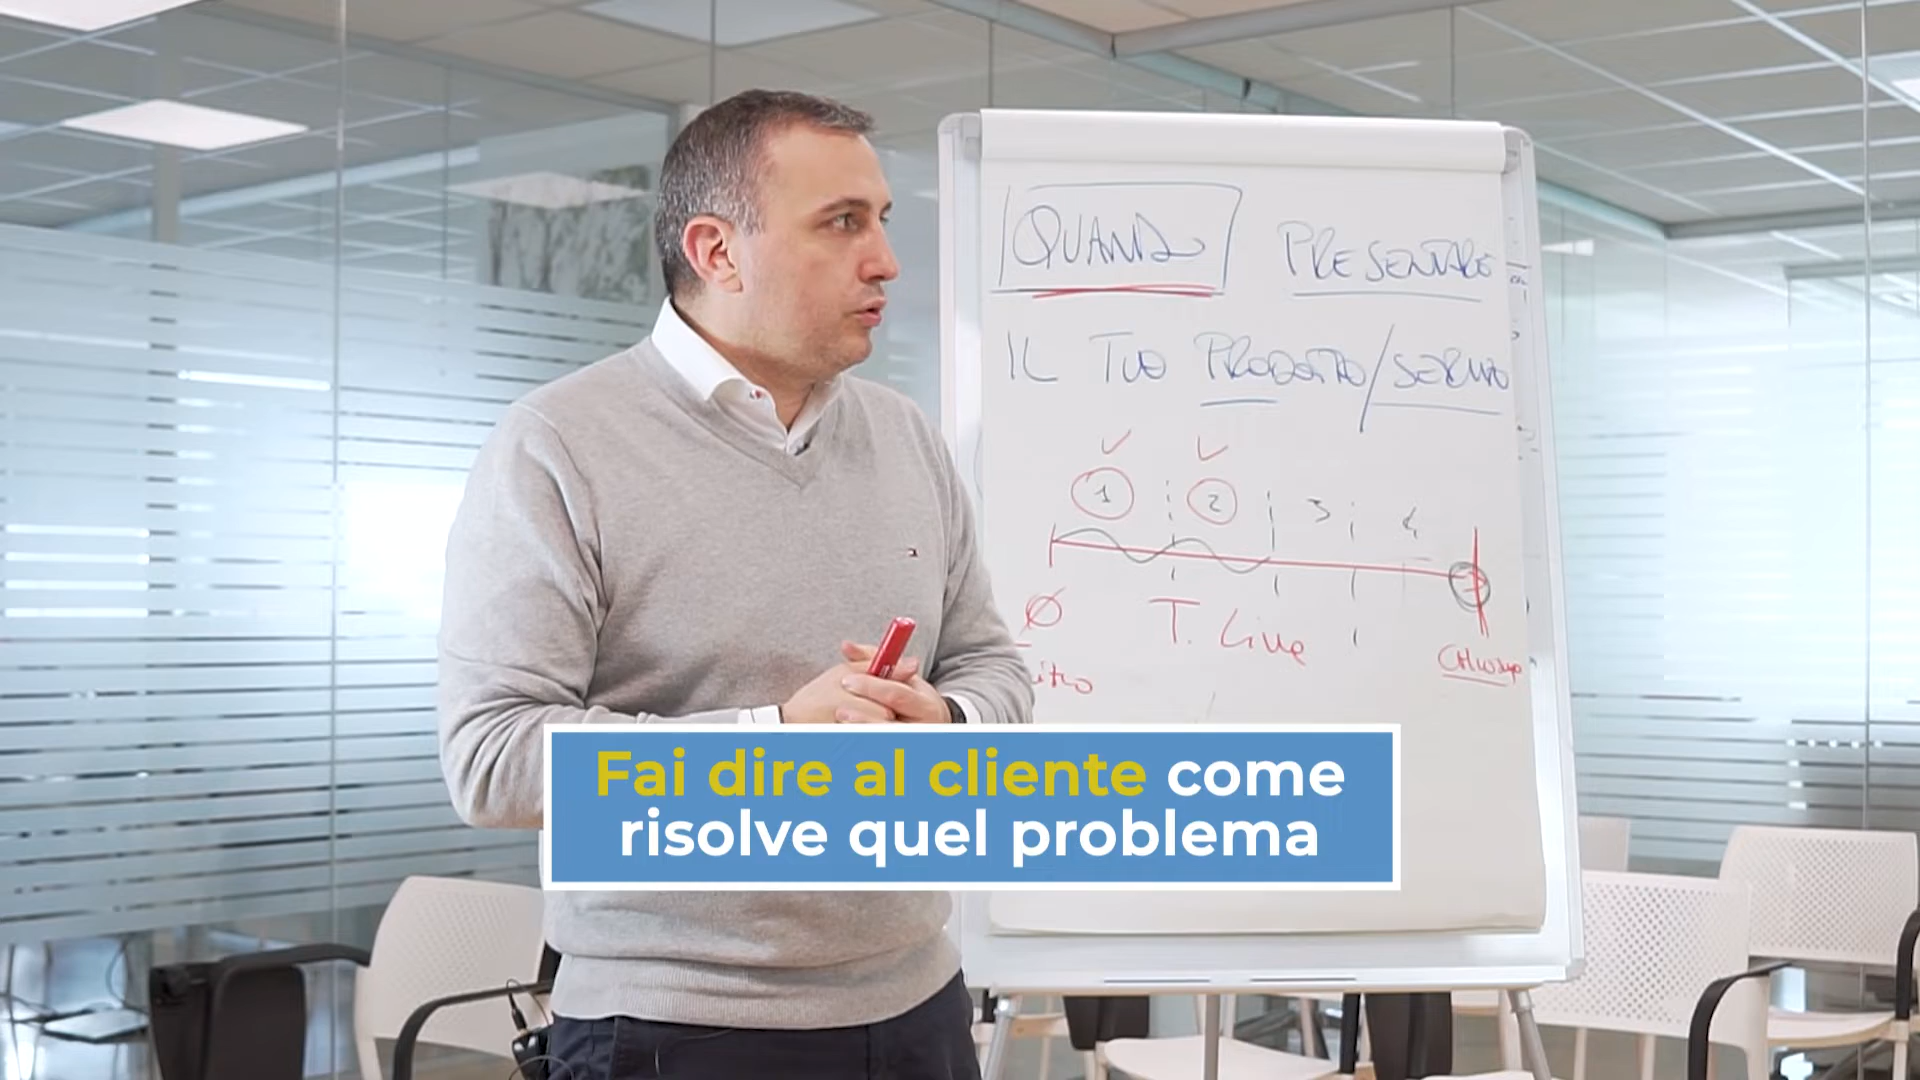 QUANDO PRESENTARE
IL TUO PRODOTTO/SERVIZIO
1 2 3 4
Ø
T. Live
Fai dire al cliente come
risolve quel problema